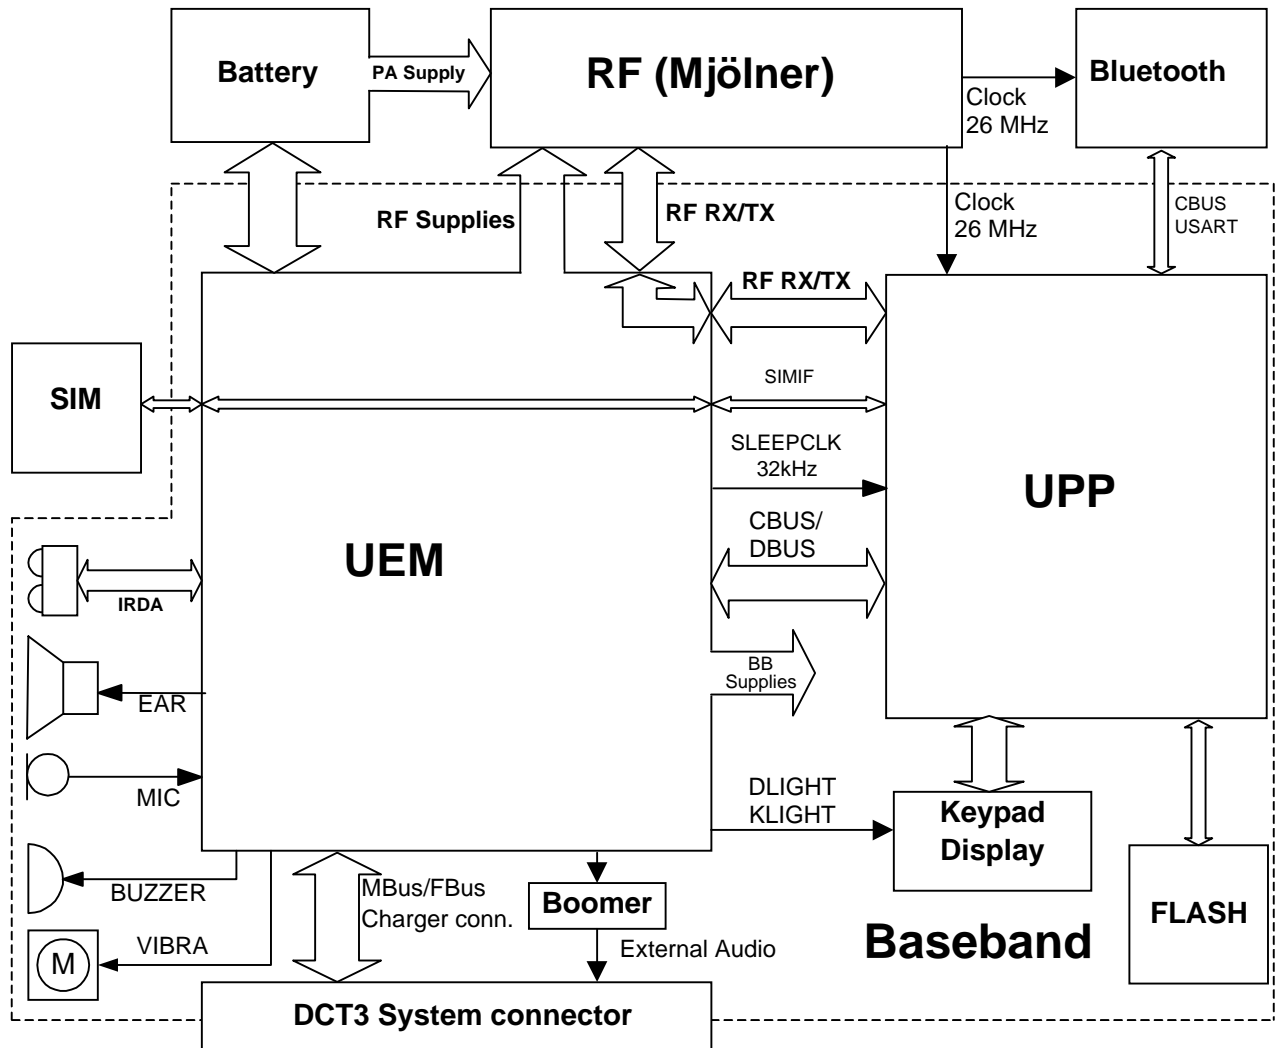 Battery
PA Supply
RF (Mjölner)
Bluetooth
Clock
26 MHz
RF Supplies
RF RX/TX
Clock
26 MHz
CBUS
USART
RF RX/TX
SIM
SIMIF
SLEEPCLK
32kHz
UPP
CBUS/
DBUS
UEM
IRDA
BB
Supplies
EAR
MIC
DLIGHT
KLIGHT
Keypad
Display
BUZZER
MBus/FBus
Charger conn.
Boomer
FLASH
VIBRA
M
External Audio
Baseband
DCT3 System connector